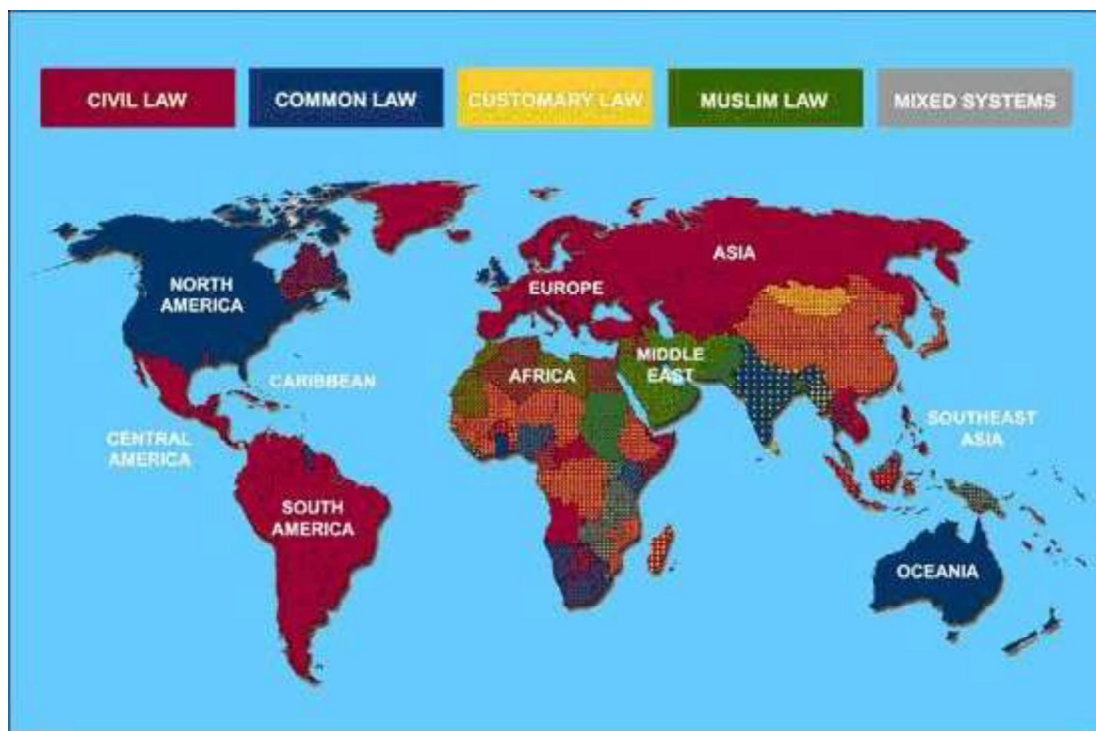 CIVIL LAW
COMMON LAW
CUSTOMARY LAW
MUSLIM LAW
MIXED SYSTEMS
NORTH
AMERICA
CARIBBEAN
CENTRAL
AMERICA
SOUTH
AMERICA
EUROPE
ASIA
AFRICA
MIDDLE
EAST
SOUTHEAST
ASIA
OCEANIA